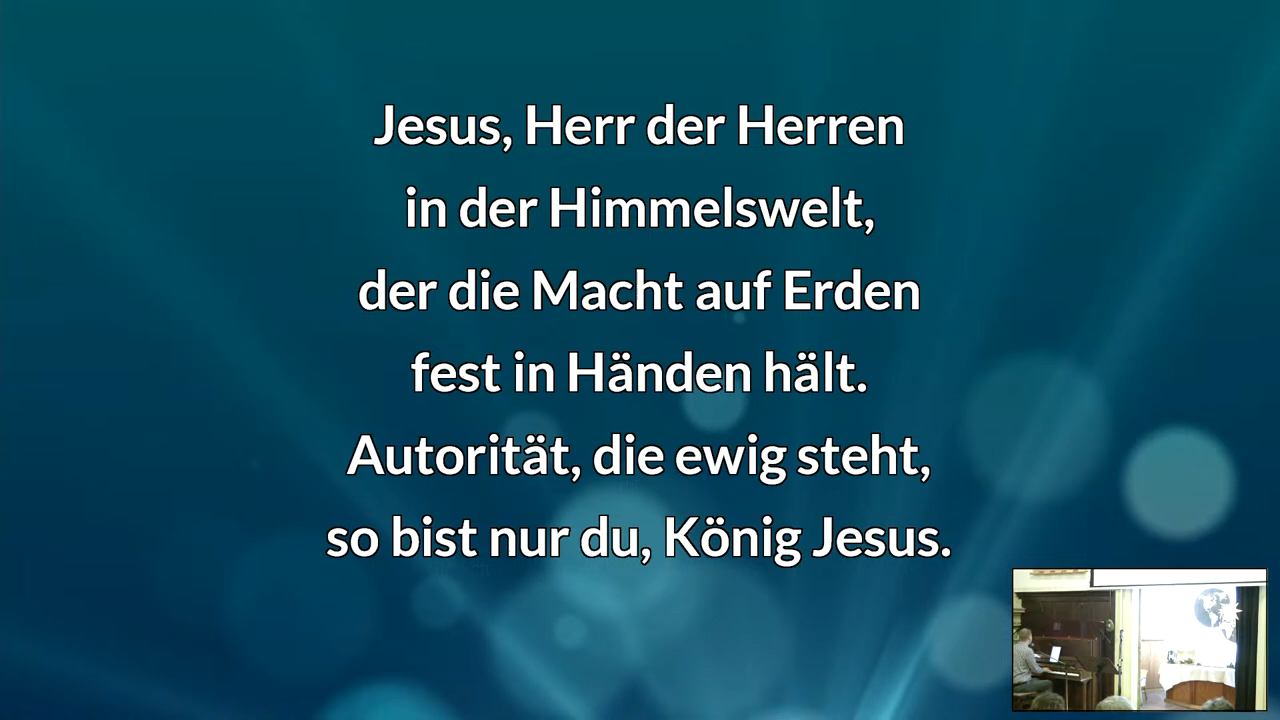 Jesus, Herr der Herren
in der Himmelswelt,
der die Macht auf Erden
fest in Händen hält.
Autorität, die ewig steht,
so bist nur du, König Jesus.